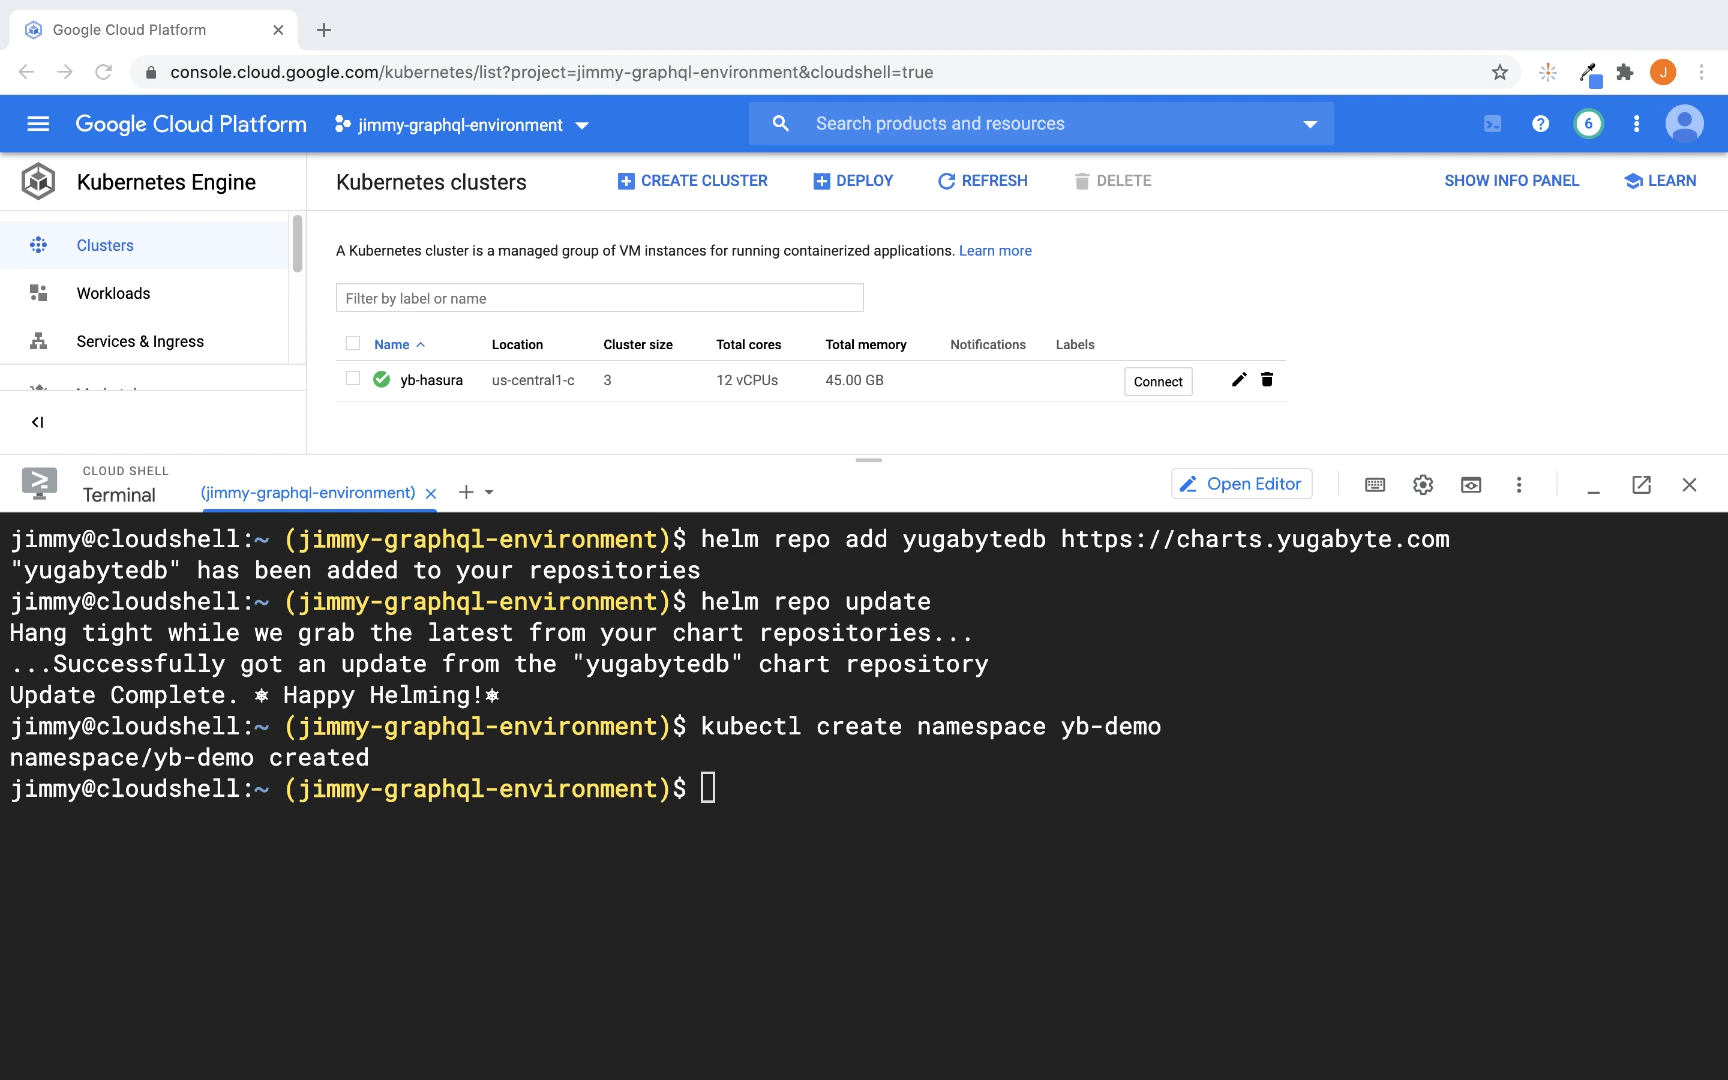 Google Cloud Platform
console.cloud.google.com/kubernetes/list?project=jimmy-graphql-environment&cloudshell=true
J
Google Cloud Platform
jimmy-graphql-environment
Search products and resources
6
Kubernetes Engine
Kubernetes clusters
CREATE CLUSTER
DEPLOY
REFRESH
DELETE
SHOW INFO PANEL
LEARN
Clusters
Workloads
Services & Ingress
A Kubernetes cluster is a managed group of VM instances for running containerized applications. Learn more
Filter by label or name
Name Location Cluster size Total cores Total memory Notifications Labels
yb-hasura us-central1-c 3 12 vCPUs 45.00 GB Connect
CLOUD SHELL
Terminal
(jimmy-graphql-environment)
Open Editor
jimmy@cloudshell:~ (jimmy-graphql-environment)$ helm repo add yugabytedb https://charts.yugabyte.com
"yugabytedb" has been added to your repositories
jimmy@cloudshell:~ (jimmy-graphql-environment)$ helm repo update
Hang tight while we grab the latest from your chart repositories...
...Successfully got an update from the "yugabytedb" chart repository
Update Complete. ⎈ Happy Helming!⎈
jimmy@cloudshell:~ (jimmy-graphql-environment)$ kubectl create namespace yb-demo
namespace/yb-demo created
jimmy@cloudshell:~ (jimmy-graphql-environment)$